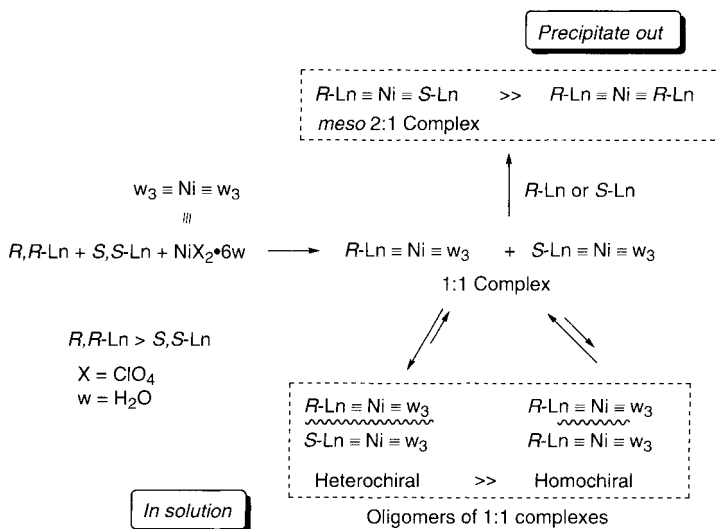 Precipitate out
R-Ln ≡ Ni ≡ S-Ln >> R-Ln ≡ Ni ≡ R-Ln
meso 2:1 Complex
w₃ ≡ Ni ≡ w₃
≡
R-Ln or S-Ln
R,R-Ln + S,S-Ln + NiX₂•6w → R-Ln ≡ Ni ≡ w₃ + S-Ln ≡ Ni ≡ w₃
1:1 Complex
R,R-Ln > S,S-Ln
X = ClO₄
w = H₂O
R-Ln ≡ Ni ≡ w₃ R-Ln ≡ Ni ≡ w₃
S-Ln ≡ Ni ≡ w₃ R-Ln ≡ Ni ≡ w₃
Heterochiral >> Homochiral
In solution
Oligomers of 1:1 complexes